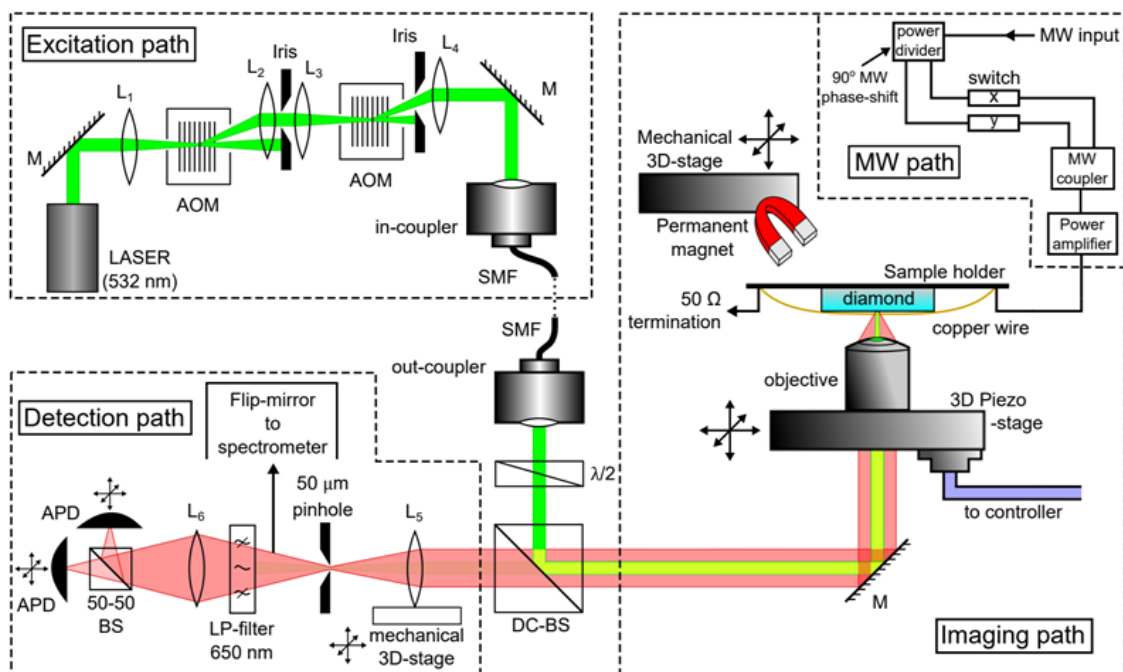 Excitation path
L1
M
LASER
(532 nm)
AOM
L2
Iris
L3
AOM
Iris
L4
M
in-coupler
SMF
SMF
out-coupler
λ/2
DC-BS
Detection path
Flip-mirror
to
spectrometer
50 μm
pinhole
APD
APD
50-50
BS
L6
LP-filter
650 nm
L5
mechanical
3D-stage
power
divider
MW input
90° MW
phase-shift
switch
x
y
MW path
MW
coupler
Power
amplifier
Mechanical
3D-stage
Permanent
magnet
Sample holder
diamond
50 Ω
termination
copper wire
objective
3D Piezo
-stage
to controller
M
Imaging path